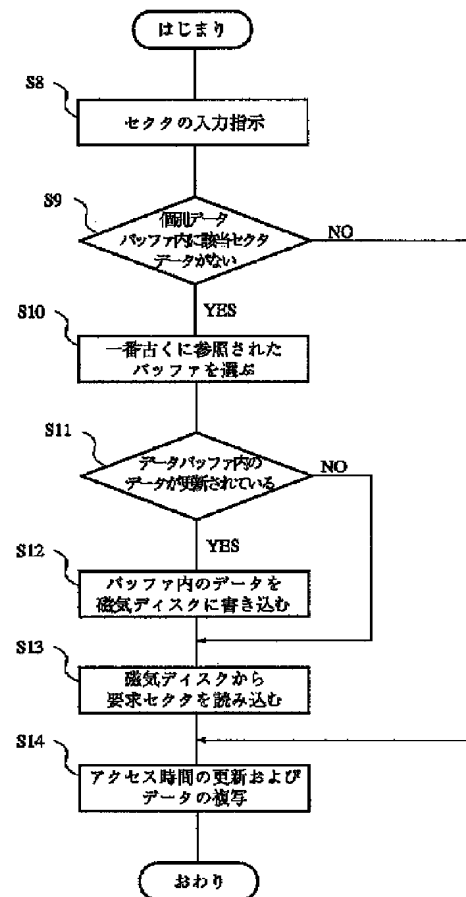 はじまり
S8
セクタの入力指示
S9
個別データ
バッファ内に該当セクタ
データがない
NO
YES
S10
一番古くに参照された
バッファを選ぶ
S11
データバッファ内の
データが更新されている
NO
YES
S12
バッファ内のデータを
磁気ディスクに書き込む
S13
磁気ディスクから
要求セクタを読み込む
S14
アクセス時間の更新および
データの複写
おわり